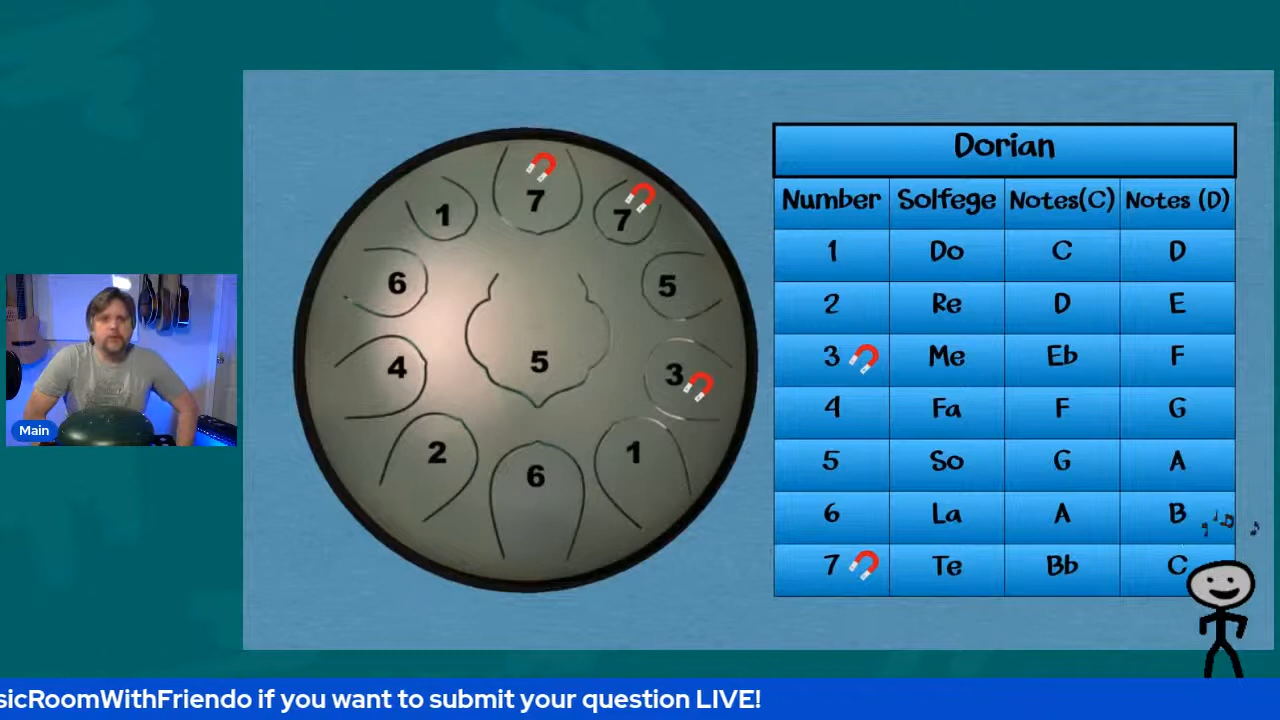 Dorian
Number Solfege Notes(C) Notes (D)
1 Do C D
2 Re D E
3 Me Eb F
4 Fa F G
5 So G A
6 La A B
7 Te Bb C
7
1
7
6
5
4
5
3
2
6
1
Main
sicRoomWithFriendo if you want to submit your question LIVE!